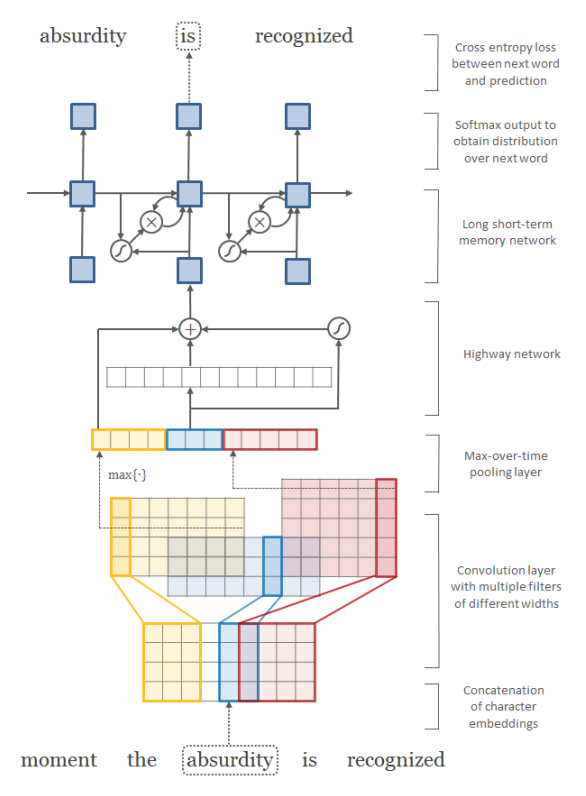 absurdity is recognized
Cross entropy loss
between next word
and prediction
Softmax output to
obtain distribution
over next word
Long short-term
memory network
Highway network
Max-over-time
pooling layer
max{·}
Convolution layer
with multiple filters
of different widths
Concatenation
of character
embeddings
moment the absurdity is recognized